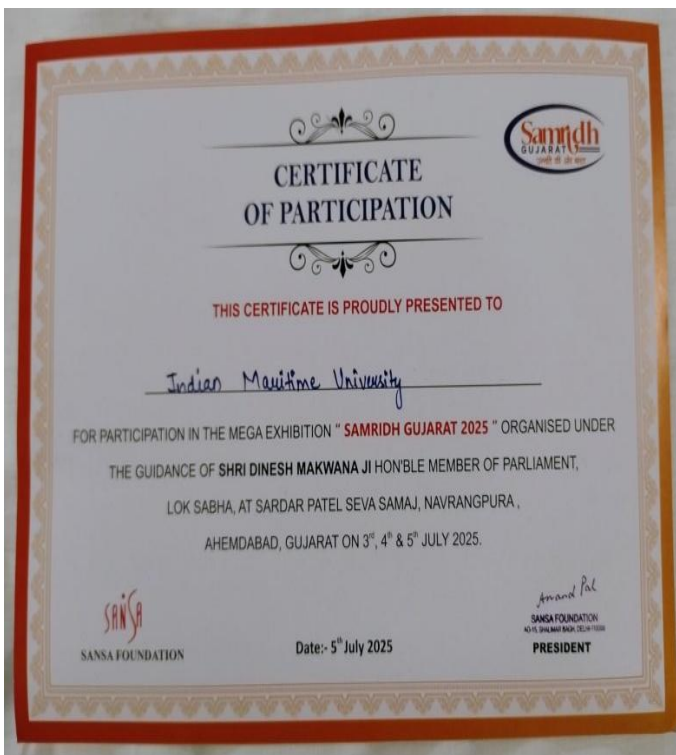 Samridh
GUJARAT
CERTIFICATE
OF PARTICIPATION
THIS CERTIFICATE IS PROUDLY PRESENTED TO
Indian Maritime University
FOR PARTICIPATION IN THE MEGA EXHIBITION " SAMRIDH GUJARAT 2025 " ORGANISED UNDER
THE GUIDANCE OF SHRI DINESH MAKWANA JI HON'BLE MEMBER OF PARLIAMENT,
LOK SABHA, AT SARDAR PATEL SEVA SAMAJ, NAVRANGPURA ,
AHEMDABAD, GUJARAT ON 3rd, 4th & 5th JULY 2025.
SANSA
SANSA FOUNDATION
Date:- 5th July 2025
Anand Pal
SANSA FOUNDATION
PRESIDENT